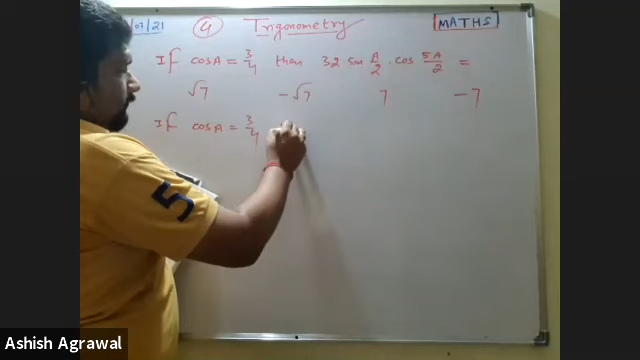 /07/21 4 Trigonometry MATHS
If cosA = 3/4 then 32 sin A/2 . cos 5A/2 =
√7 -√7 7 -7
If cosA = 3/4
Ashish Agrawal